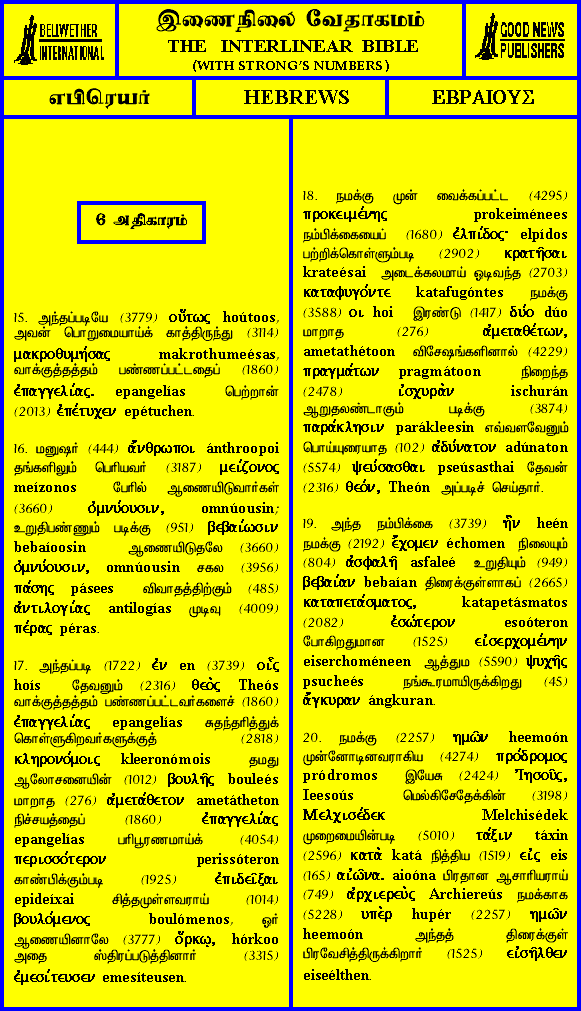 BELLWETHER
INTERNATIONAL
இணைநிலை வேதாகமம்
THE INTERLINEAR BIBLE
(WITH STRONG'S NUMBERS)
GOOD NEWS
PUBLISHERS
எபிரெயர்
HEBREWS
ΕΒΡΑΙΟΥΣ
6 அதிகாரம்
15. அந்தப்படியே (3779) οὕτως hoútoos,
அவன் பொறுமையாய்க் காத்திருந்து (3114)
μακροθυμήσας makrothumeésas,
வாக்குத்தத்தம் பண்ணப்பட்டதைப் (1860)
ἐπαγγελίας. epangelías பெற்றான்
(2013) ἐπέτυχεν epétuchen.
16. மனுஷர் (444) ἄνθρωποι ánthroopoi
தங்களிலும் பெரியவர் (3187) μείζονος
meízonos பேரில் ஆணையிடுவார்கள்
(3660) ὀμνύουσιν, omnúousin;
உறுதிபண்ணும் படிக்கு (951) βεβαίωσιν
bebaíoosin ஆணையிடுதலே (3660)
ὀμνύουσιν, omnúousin சகல (3956)
πάσης pásees விவாதத்திற்கும் (485)
ἀντιλογίας antilogías முடிவு (4009)
πέρας péras.
17. அந்தப்படி (1722) ἐν en (3739) οἷς
hoís தேவனும் (2316) θεὸς Theós
வாக்குத்தத்தம் பண்ணப்பட்டவர்களைச் (1860)
ἐπαγγελίας epangelías சுதந்தரித்துக்
கொள்ளுகிறவர்களுக்குத் (2818)
κληρονόμοις kleeronómois தமது
ஆலோசனையின் (1012) βουλῆς bouleés
மாறாத (276) ἀμετάθετον ametátheton
நிச்சயத்தைப் (1860) ἐπαγγελίας
epangelías பரிபூரணமாய்க் (4054)
περισσότερον perissóteron
காண்பிக்கும்படி (1925) ἐπιδεῖξαι
epideíxai சித்தமுள்ளவராய் (1014)
βουλόμενος boulómenos, ஓர்
ஆணையினாலே (3777) ὅρκῳ, hórkoo
அதை ஸ்திரப்படுத்தினார் (3315)
ἐμεσίτευσεν emesíteusen.
18. நமக்கு முன் வைக்கப்பட்ட (4295)
προκειμένης prokeiménees
நம்பிக்கையைப் (1680) ἐλπίδος· elpídos
பற்றிக்கொள்ளும்படி (2902) κρατῆσαι
krateésai அடைக்கலமாய் ஓடிவந்த (2703)
καταφυγόντε katafugóntes நமக்கு
(3588) οι hoi இரண்டு (1417) δύο dúo
மாறாத (276) ἀμεταθέτων,
ametathétoon விசேஷங்களினால் (4229)
πραγμάτων pragmátoon நிறைந்த
(2478) ἰσχυρὰν ischurán
ஆறுதலண்டாகும் படிக்கு (3874)
παράκλησιν parákleesin எவ்வளவேனும்
பொய்யுரையாத (102) ἀδύνατον adúnaton
(5574) ψεύσασθαι pseúsasthai தேவன்
(2316) θεόν, Theón அப்படிச் செய்தார்.
19. அந்த நம்பிக்கை (3739) ἣν heén
நமக்கு (2192) ἔχομεν échomen நிலையும்
(804) ἀσφαλῆ asfaleé உறுதியும் (949)
βεβαίαν bebaían திரைக்குள்ளாகப் (2665)
καταπετάσματος, katapetásmatos
(2082) ἐσώτερον esoóteron
போகிறதுமான (1525) εἰσερχομένην
eiserchoméneen ஆத்தும (5590) ψυχῆς
psucheés நங்கூரமாயிருக்கிறது (45)
ἄγκυραν ángkuran.
20. நமக்கு (2257) ημῶν heemoón
முன்னோடினவராகிய (4274) πρόδρομος
pródromos இயேசு (2424) Ἰησοῦς,
Ieesoús மெல்கிசேதேக்கின் (3198)
Μελχισέδεκ Melchisédek
முறைமையின்படி (5010) τάξιν táxin
(2596) κατὰ katá நித்திய (1519) εἰς eis
(165) αἰῶνα. aioóna பிரதான ஆசாரியராய்
(749) ἀρχιερεὺς Archiereús நமக்காக
(5228) υπὲρ hupér (2257) ημῶν
heemoón அந்தத் திரைக்குள்
பிரவேசித்திருக்கிறார் (1525) εἰσῆλθεν
eiseélthen.